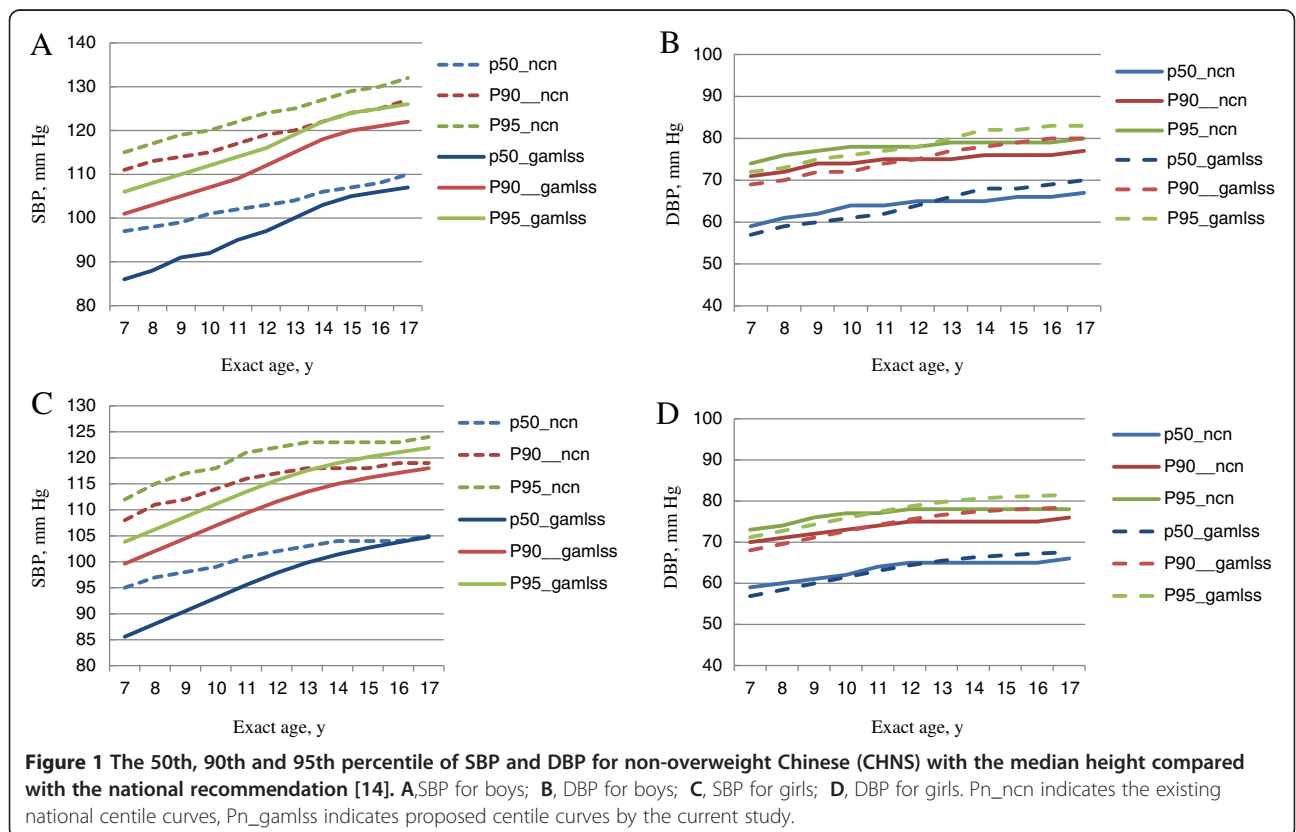 A
SBP, mm Hg
140
130
120
110
100
90
80
7 8 9 10 11 12 13 14 15 16 17
Exact age, y
p50_ncn
P90__ncn
P95_ncn
p50_gamlss
P90__gamlss
P95_gamlss
B
DBP, mm Hg
100
90
80
70
60
50
40
7 8 9 10 11 12 13 14 15 16 17
Exact age, y
p50_ncn
P90__ncn
P95_ncn
p50_gamlss
P90__gamlss
P95_gamlss
C
SBP, mm Hg
130
125
120
115
110
105
100
95
90
85
80
7 8 9 10 11 12 13 14 15 16 17
Exact age, y
p50_ncn
P90__ncn
P95_ncn
p50_gamlss
P90__gamlss
P95_gamlss
D
DBP, mm Hg
100
90
80
70
60
50
40
7 8 9 10 11 12 13 14 15 16 17
Exact age, y
p50_ncn
P90__ncn
P95_ncn
p50_gamlss
P90__gamlss
P95_gamlss
Figure 1 The 50th, 90th and 95th percentile of SBP and DBP for non-overweight Chinese (CHNS) with the median height compared
with the national recommendation [14]. A,SBP for boys; B, DBP for boys; C, SBP for girls; D, DBP for girls. Pn_ncn indicates the existing
national centile curves, Pn_gamlss indicates proposed centile curves by the current study.